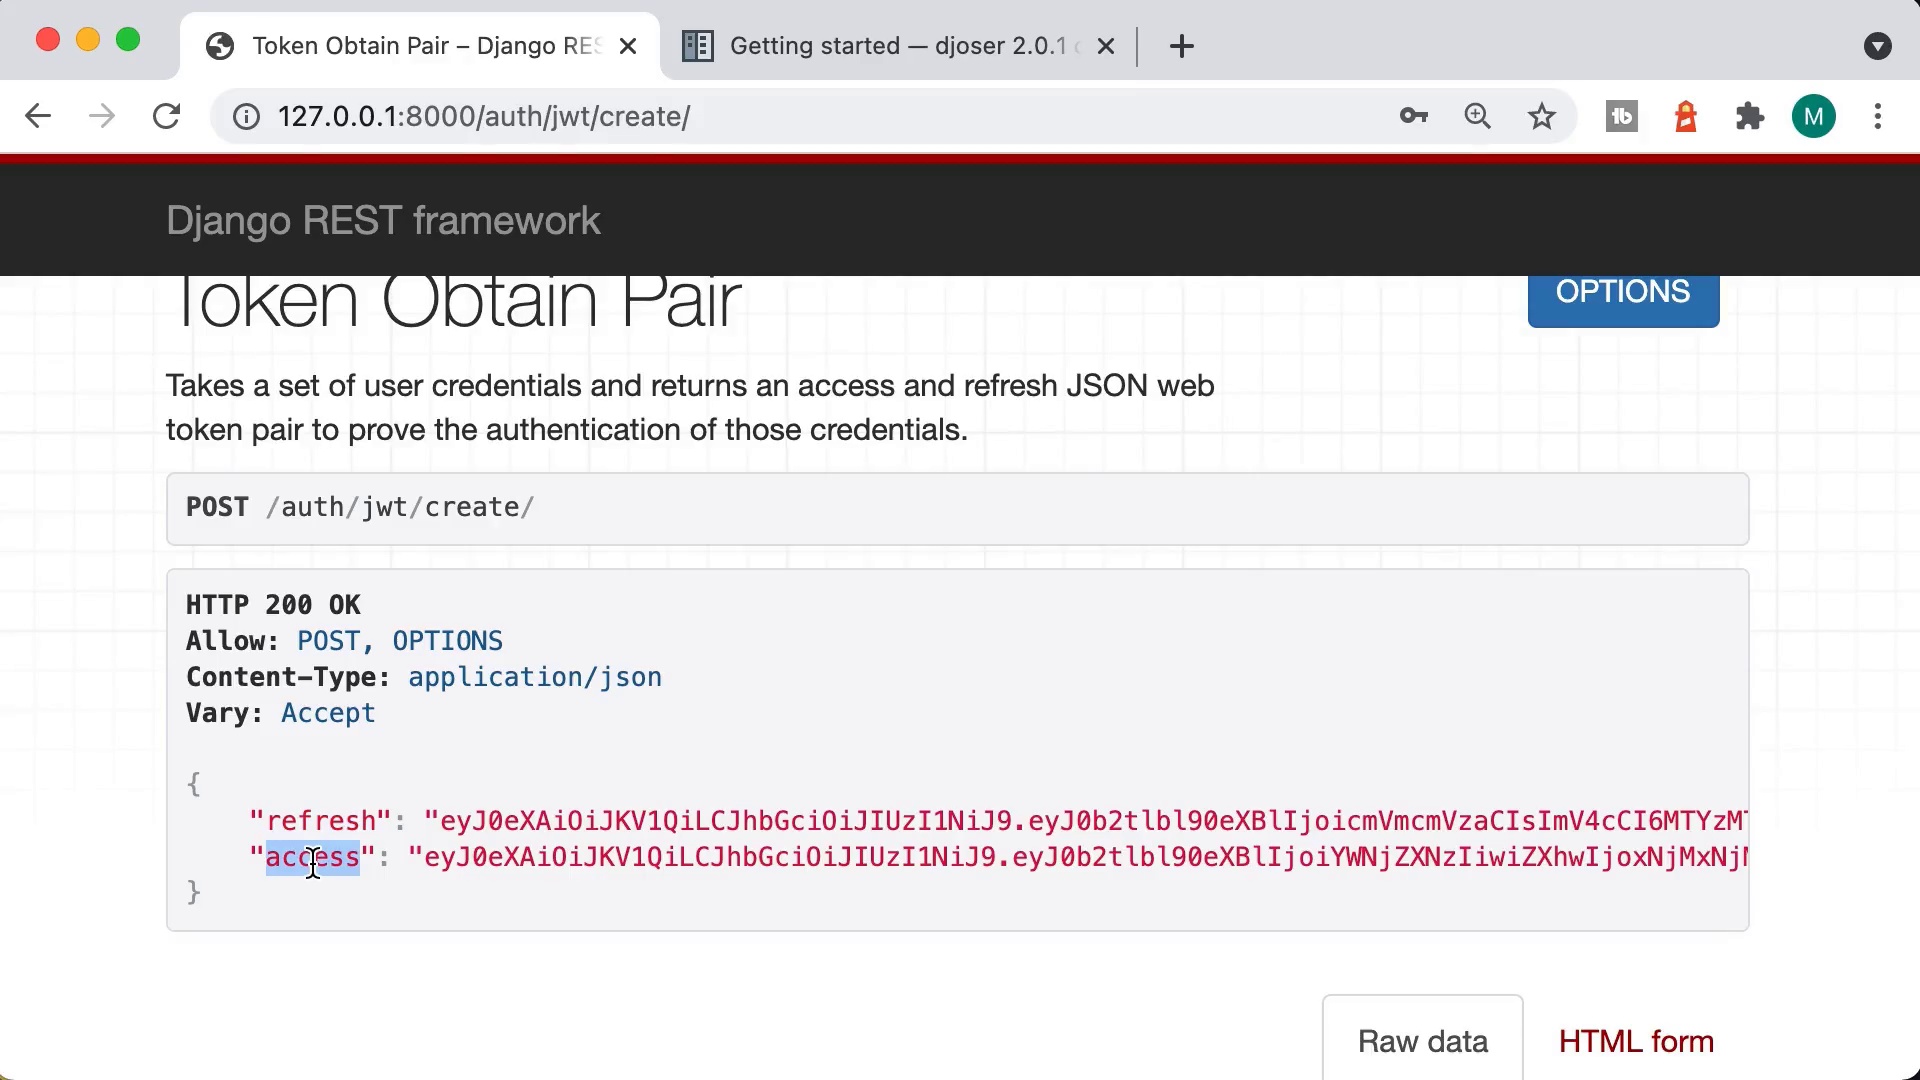 Token Obtain Pair – Django RES
Getting started — djoser 2.0.1
127.0.0.1:8000/auth/jwt/create/
M
Django REST framework
Token Obtain Pair
OPTIONS
Takes a set of user credentials and returns an access and refresh JSON web
token pair to prove the authentication of those credentials.
POST /auth/jwt/create/
HTTP 200 OK
Allow: POST, OPTIONS
Content-Type: application/json
Vary: Accept
{
"refresh": "eyJ0eXAiOiJKV1QiLCJhbGciOiJIUzI1NiJ9.eyJ0b2tlbl90eXBlIjoicmVmcmVzaCIsImV4cCI6MTYzMT
"access": "eyJ0eXAiOiJKV1QiLCJhbGciOiJIUzI1NiJ9.eyJ0b2tlbl90eXBlIjoiYWNjZXNzIiwiZXhwIjoxNjMxNjM
}
Raw data
HTML form